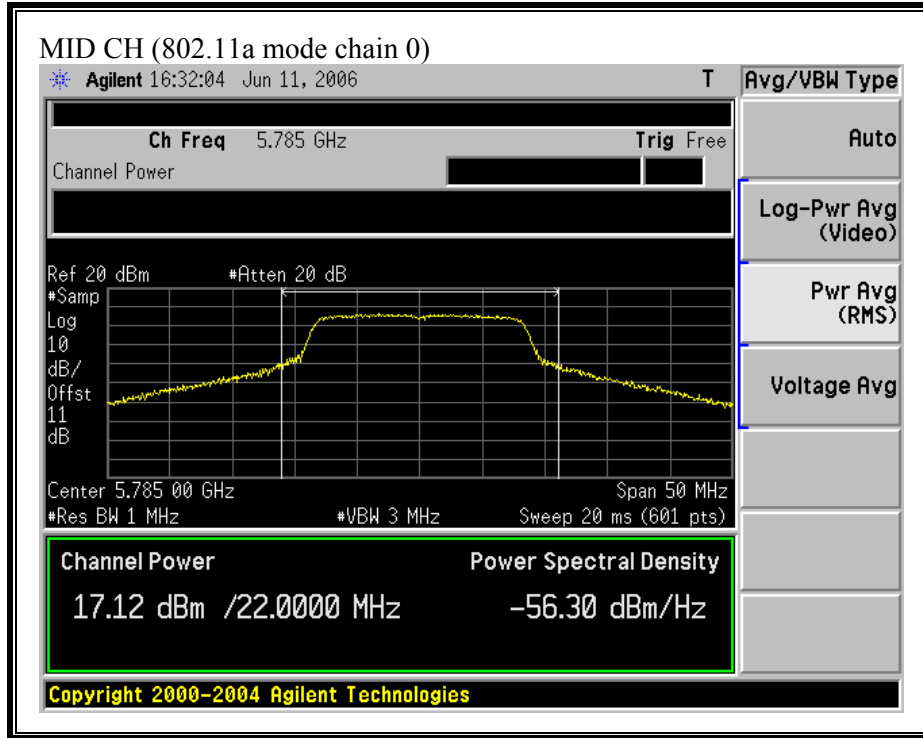 MID CH (802.11a mode chain 0)
Agilent 16:32:04 Jun 11, 2006 T
Avg/VBW Type
Ch Freq 5.785 GHz Trig Free
Channel Power
Auto
Log-Pwr Avg
(Video)
Pwr Avg
(RMS)
Voltage Avg
Ref 20 dBm #Atten 20 dB
#Samp
Log
10
dB/
Offst
11
dB
Center 5.785 00 GHz Span 50 MHz
#Res BW 1 MHz #VBW 3 MHz Sweep 20 ms (601 pts)
Channel Power Power Spectral Density
17.12 dBm /22.0000 MHz -56.30 dBm/Hz
Copyright 2000-2004 Agilent Technologies